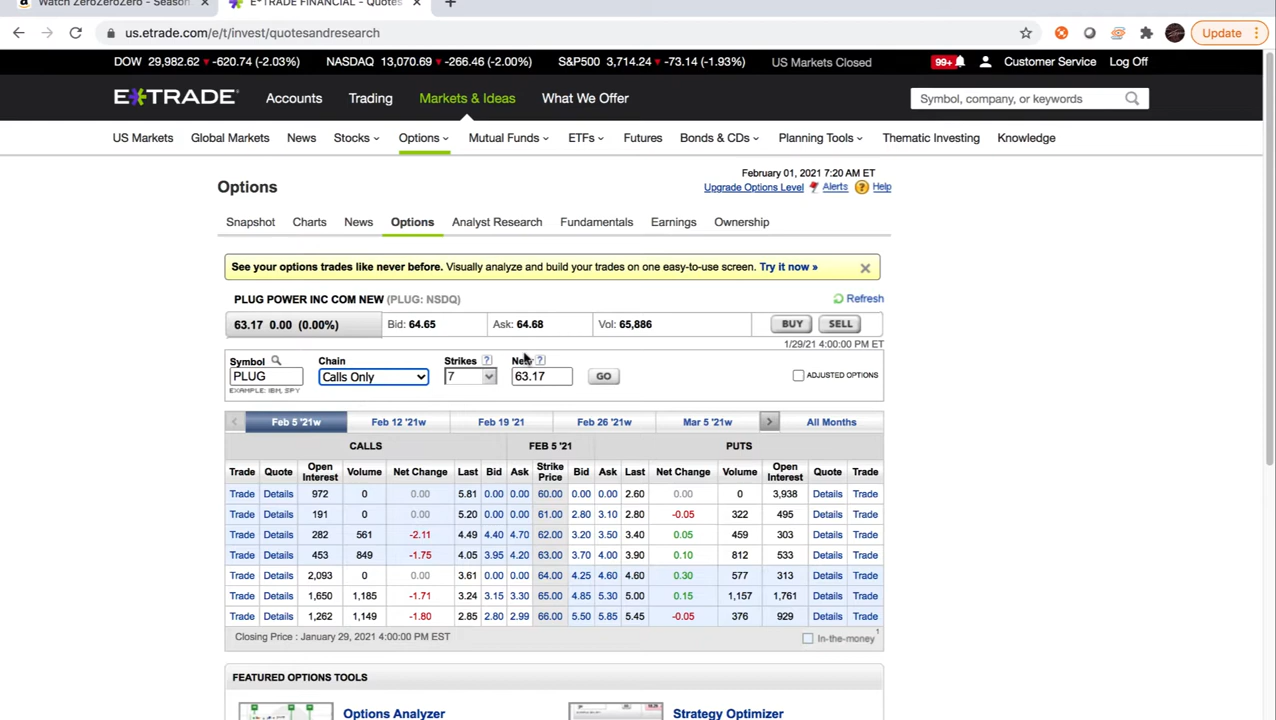 Watch ZeroZeroZero - Season
E*TRADE FINANCIAL - Quotes
us.etrade.com/e/t/invest/quotesandresearch
Update
DOW 29,982.62 -620.74 (-2.03%) NASDAQ 13,070.69 -266.46 (-2.00%) S&P500 3,714.24 -73.14 (-1.93%) US Markets Closed 99+ Customer Service Log Off
E*TRADE Accounts Trading Markets & Ideas What We Offer Symbol, company, or keywords
US Markets Global Markets News Stocks Options Mutual Funds ETFs Futures Bonds & CDs Planning Tools Thematic Investing Knowledge
February 01, 2021 7:20 AM ET
Options
Upgrade Options Level Alerts Help
Snapshot Charts News Options Analyst Research Fundamentals Earnings Ownership
See your options trades like never before. Visually analyze and build your trades on one easy-to-use screen. Try it now »
PLUG POWER INC COM NEW (PLUG: NSDQ) Refresh
63.17 0.00 (0.00%) Bid: 64.65 Ask: 64.68 Vol: 65,886 BUY SELL
1/29/21 4:00:00 PM ET
Symbol Chain Strikes ? ?
PLUG Calls Only 7 63.17 GO ADJUSTED OPTIONS
EXAMPLE: IBM, SPY
Feb 5 '21w Feb 12 '21w Feb 19 '21 Feb 26 '21w Mar 5 '21w All Months
CALLS FEB 5 '21 PUTS
Trade Quote Open Interest Volume Net Change Last Bid Ask Strike Price Bid Ask Last Net Change Volume Open Interest Quote Trade
Trade Details 972 0 0.00 5.81 0.00 0.00 60.00 0.00 0.00 2.60 0.00 0 3,938 Details Trade
Trade Details 191 0 0.00 5.20 0.00 0.00 61.00 2.80 3.10 2.80 -0.05 322 495 Details Trade
Trade Details 282 561 -2.11 4.49 4.40 4.70 62.00 3.20 3.50 3.40 0.05 459 303 Details Trade
Trade Details 453 849 -1.75 4.05 3.95 4.20 63.00 3.70 4.00 3.90 0.10 812 533 Details Trade
Trade Details 2,093 0 0.00 3.61 0.00 0.00 64.00 4.25 4.60 4.60 0.30 577 313 Details Trade
Trade Details 1,650 1,185 -1.71 3.24 3.15 3.30 65.00 4.85 5.30 5.00 0.15 1,157 1,761 Details Trade
Trade Details 1,262 1,149 -1.80 2.85 2.80 2.99 66.00 5.50 5.85 5.45 -0.05 376 929 Details Trade
Closing Price : January 29, 2021 4:00:00 PM EST In-the-money 1
FEATURED OPTIONS TOOLS
Options Analyzer Strategy Optimizer